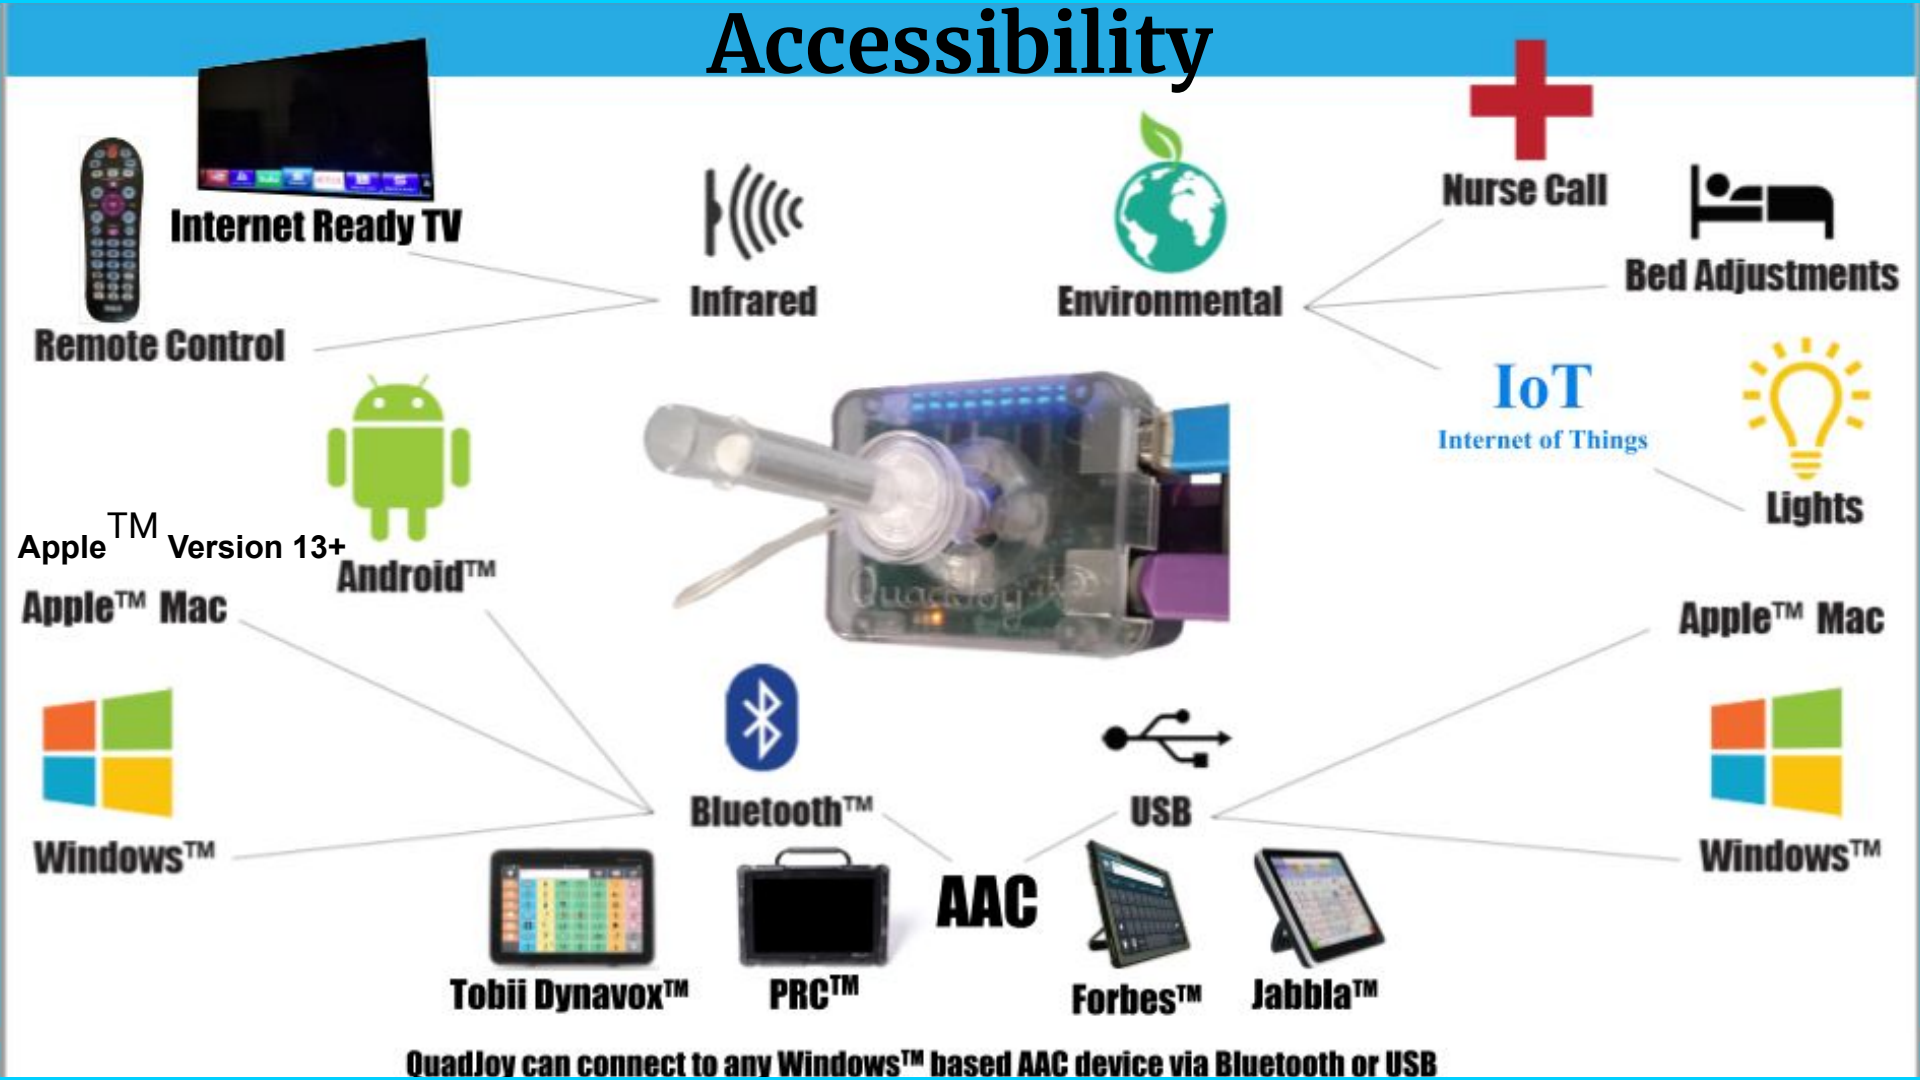 Accessibility
Internet Ready TV
Remote Control
Infrared
Environmental
Nurse Call
Bed Adjustments
IoT
Internet of Things
Lights
Apple™ Version 13+
Android™
Apple™ Mac
Windows™
QuadJoy
Bluetooth™
USB
Apple™ Mac
Windows™
AAC
Tobii Dynavox™
PRC™
Forbes™
Jabbla™
QuadJoy can connect to any Windows™ based AAC device via Bluetooth or USB